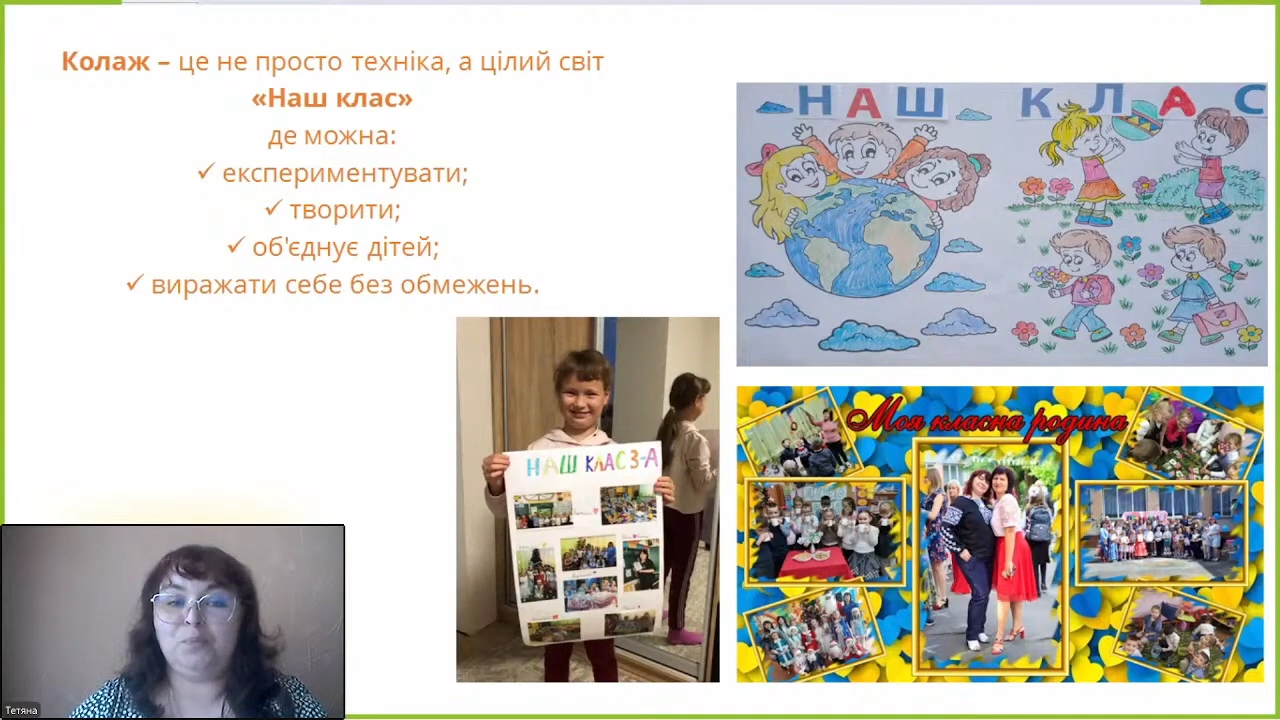 Колаж – це не просто техніка, а цілий світ
«Наш клас»
де можна:
✓ експериментувати;
✓ творити;
✓ об'єднує дітей;
✓ виражати себе без обмежень.
НАШ КЛАС
НАШ КЛАС 3-А
Моя класна родина
Тетяна